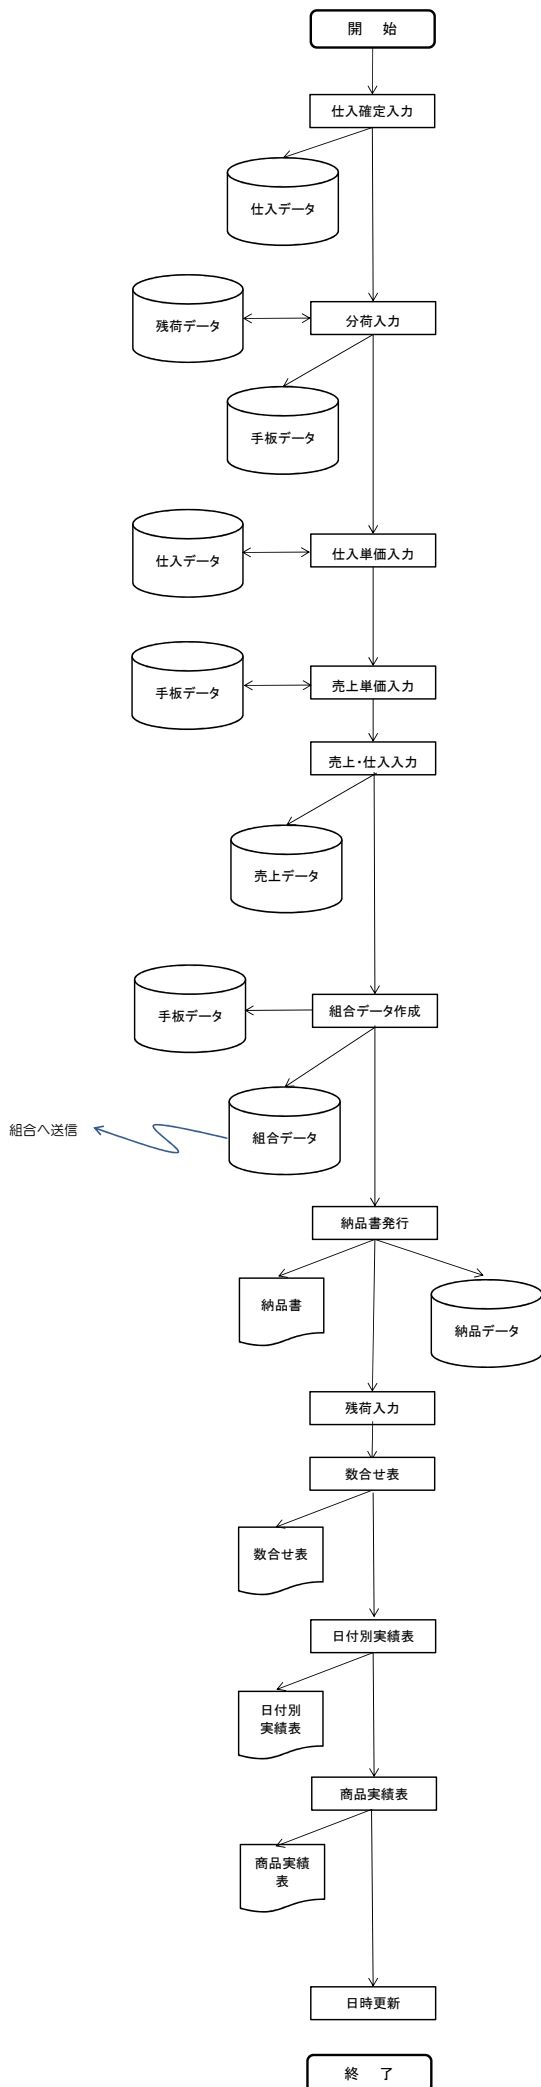 開　始
仕入確定入力
仕入データ
残荷データ
分荷入力
手板データ
仕入データ
仕入単価入力
手板データ
売上単価入力
売上・仕入入力
売上データ
手板データ
組合データ作成
組合へ送信
組合データ
納品書発行
納品書
納品データ
残荷入力
数合せ表
数合せ表
日付別実績表
日付別
実績表
商品実績表
商品実績
表
日時更新
終　了